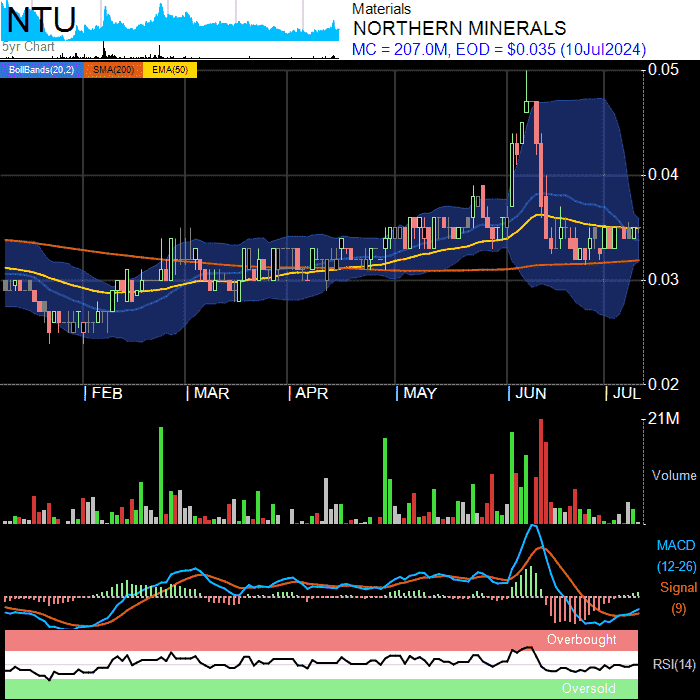 NTU
5yr Chart
Materials
NORTHERN MINERALS
MC = 207.0M, EOD = $0.035 (10Jul2024)
BollBands(20,2) SMA(200) EMA(50)
0.05
0.04
0.03
0.02
FEB MAR APR MAY JUN JUL
21M
Volume
MACD
(12-26)
Signal
(9)
Overbought
RSI(14)
Oversold